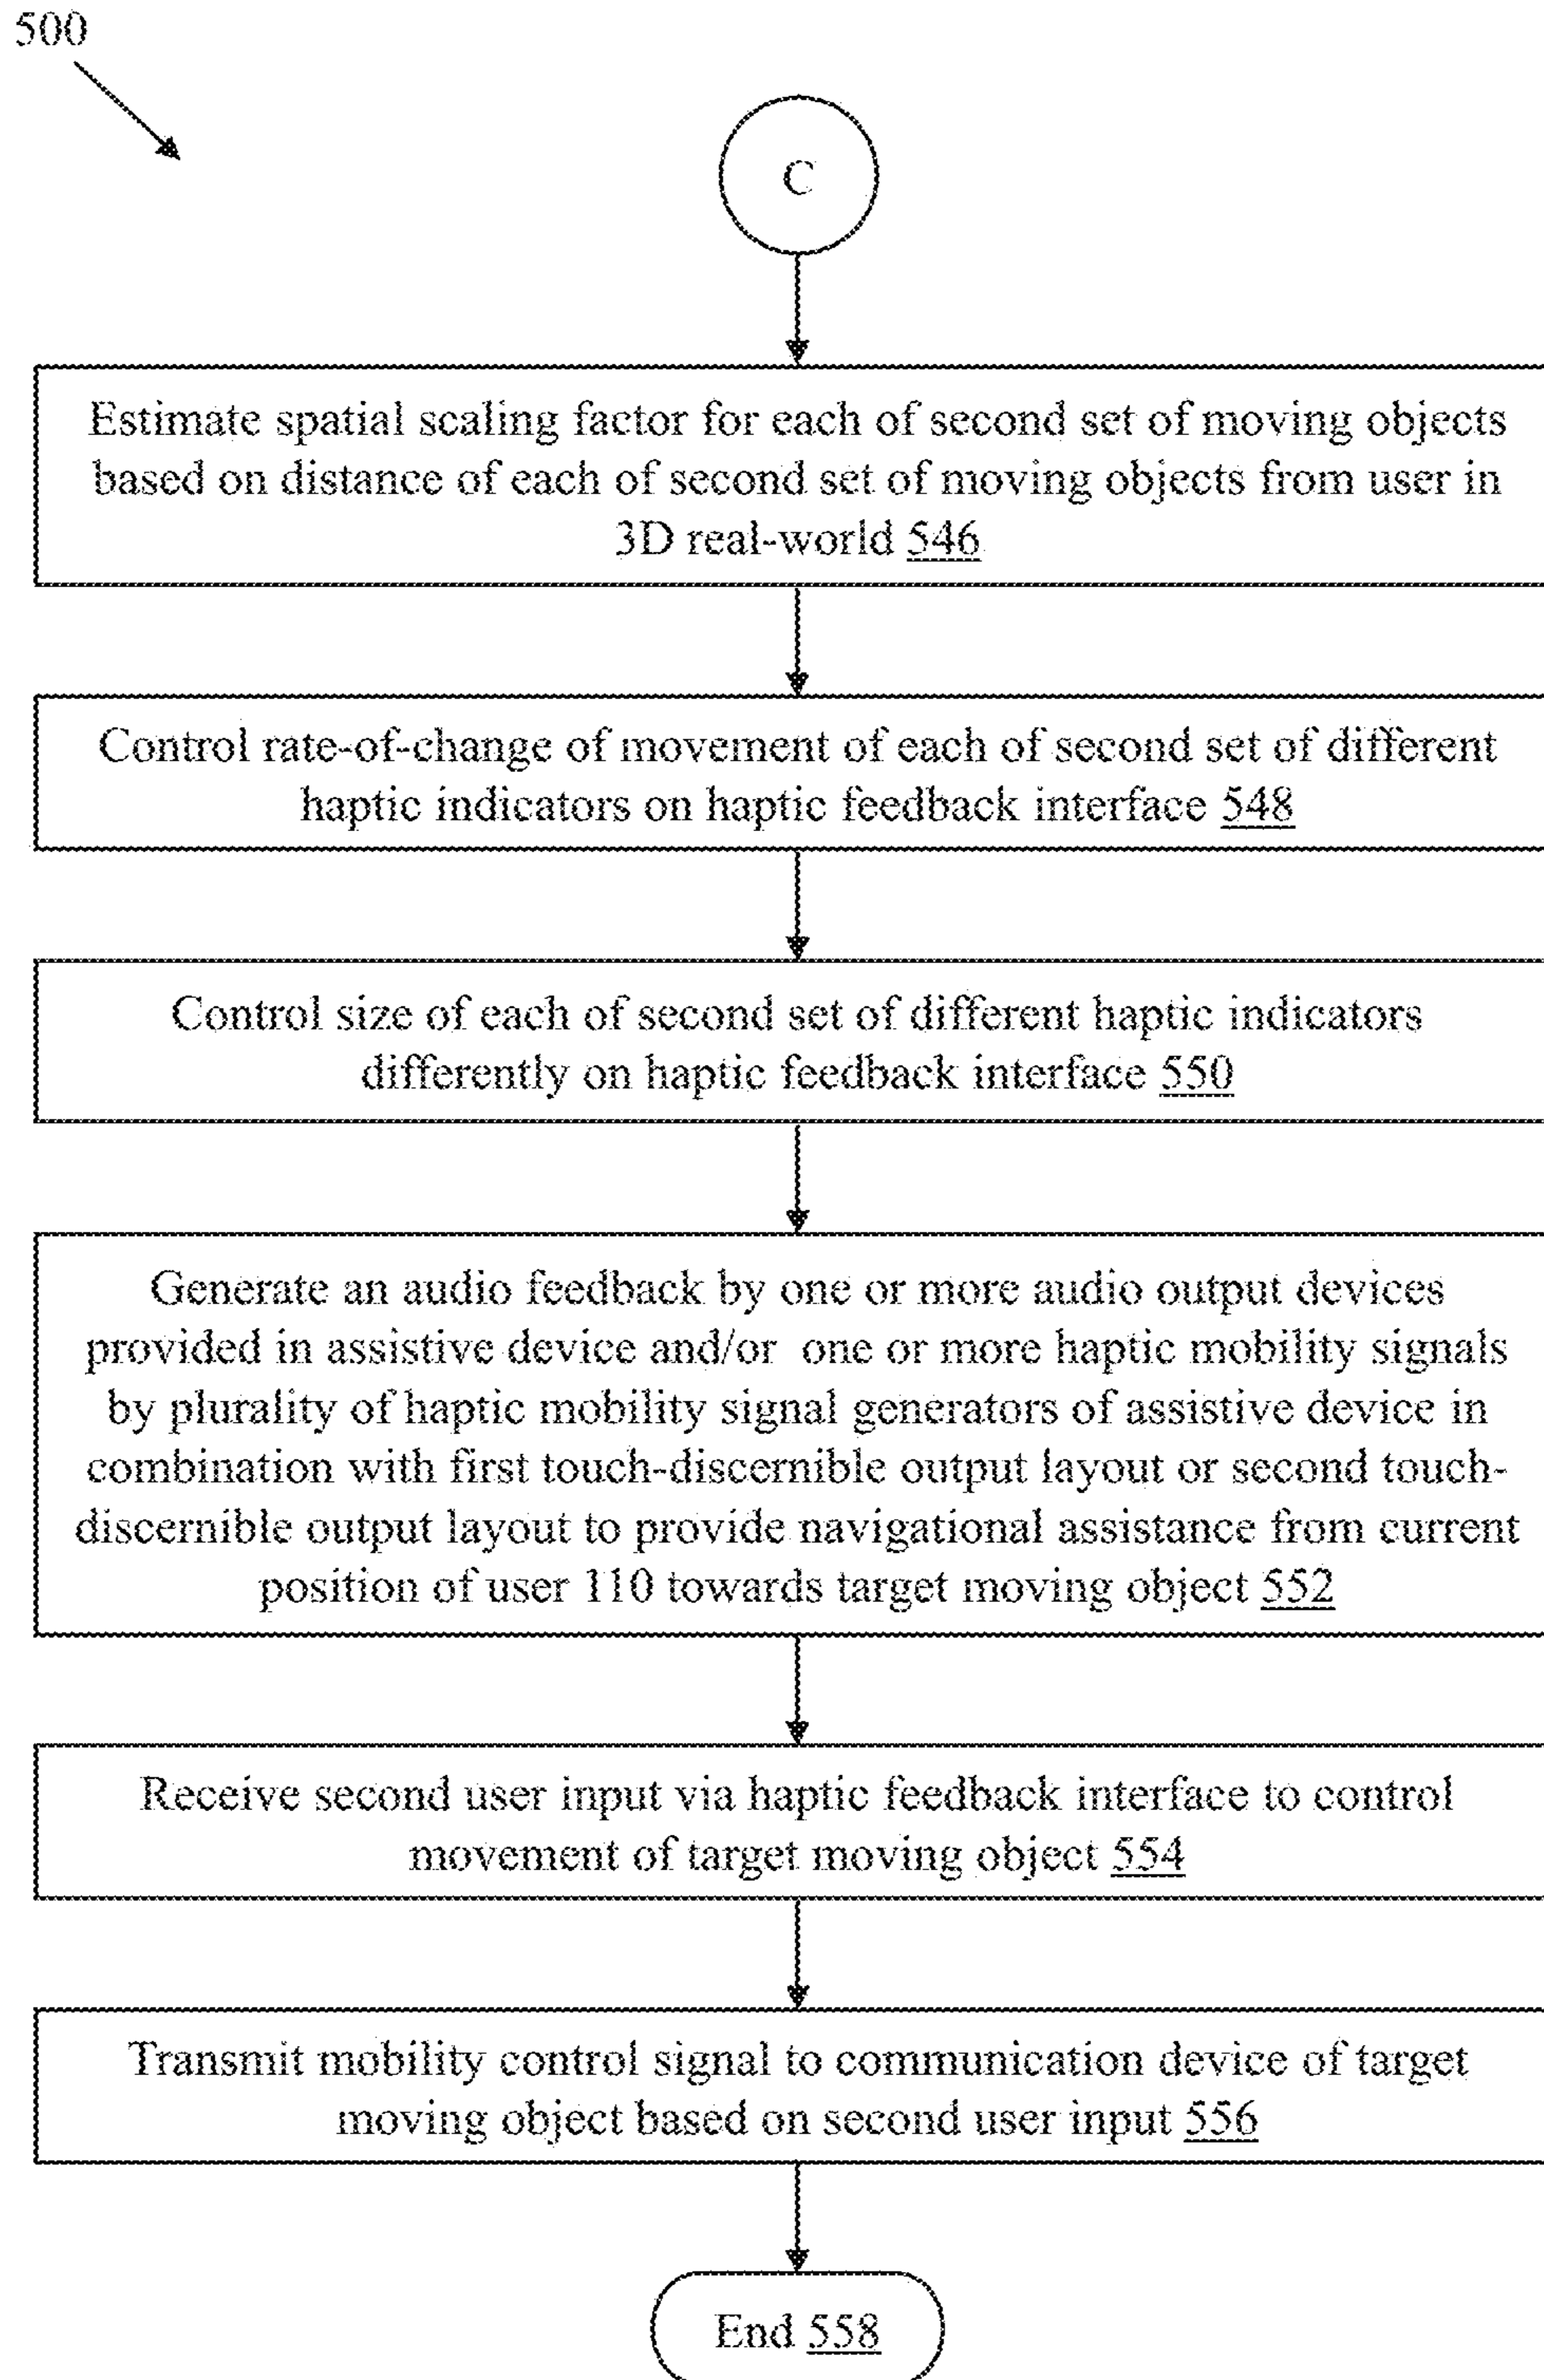 500
C
Estimate spatial scaling factor for each of second set of moving objects
based on distance of each of second set of moving objects from user in
3D real-world 546
Control rate-of-change of movement of each of second set of different
haptic indicators on haptic feedback interface 548
Control size of each of second set of different haptic indicators
differently on haptic feedback interface 550
Generate an audio feedback by one or more audio output devices
provided in assistive device and/or one or more haptic mobility signals
by plurality of haptic mobility signal generators of assistive device in
combination with first touch-discernible output layout or second touch-
discernible output layout to provide navigational assistance from current
position of user 110 towards target moving object 552
Receive second user input via haptic feedback interface to control
movement of target moving object 554
Transmit mobility control signal to communication device of target
moving object based on second user input 556
End 558